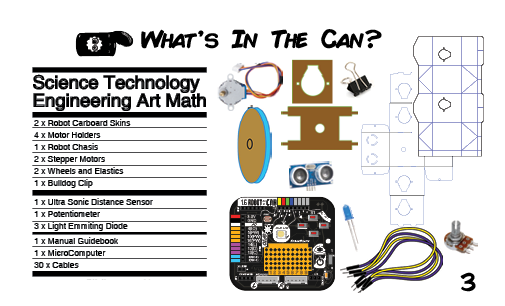 What's In The Can?
Science Technology
Engineering Art Math
2 x Robot Carboard Skins
4 x Motor Holders
1 x Robot Chasis
2 x Stepper Motors
2 x Wheels and Elastics
1 x Bulldog Clip
1 x Ultra Sonic Distance Sensor
1 x Potentiometer
3 x Light Emmiting Diode
1 x Manual Guidebook
1 x MicroComputer
30 x Cables
3